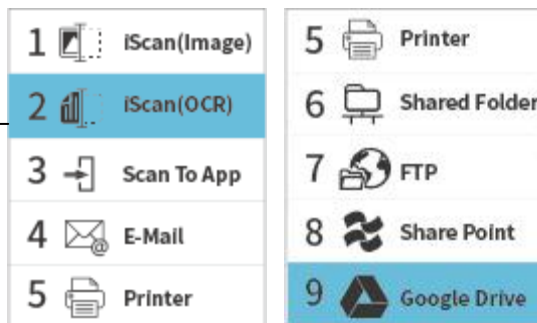 1 iScan(Image)
2 iScan(OCR)
3 Scan To App
4 E-Mail
5 Printer
5 Printer
6 Shared Folder
7 FTP
8 Share Point
9 Google Drive